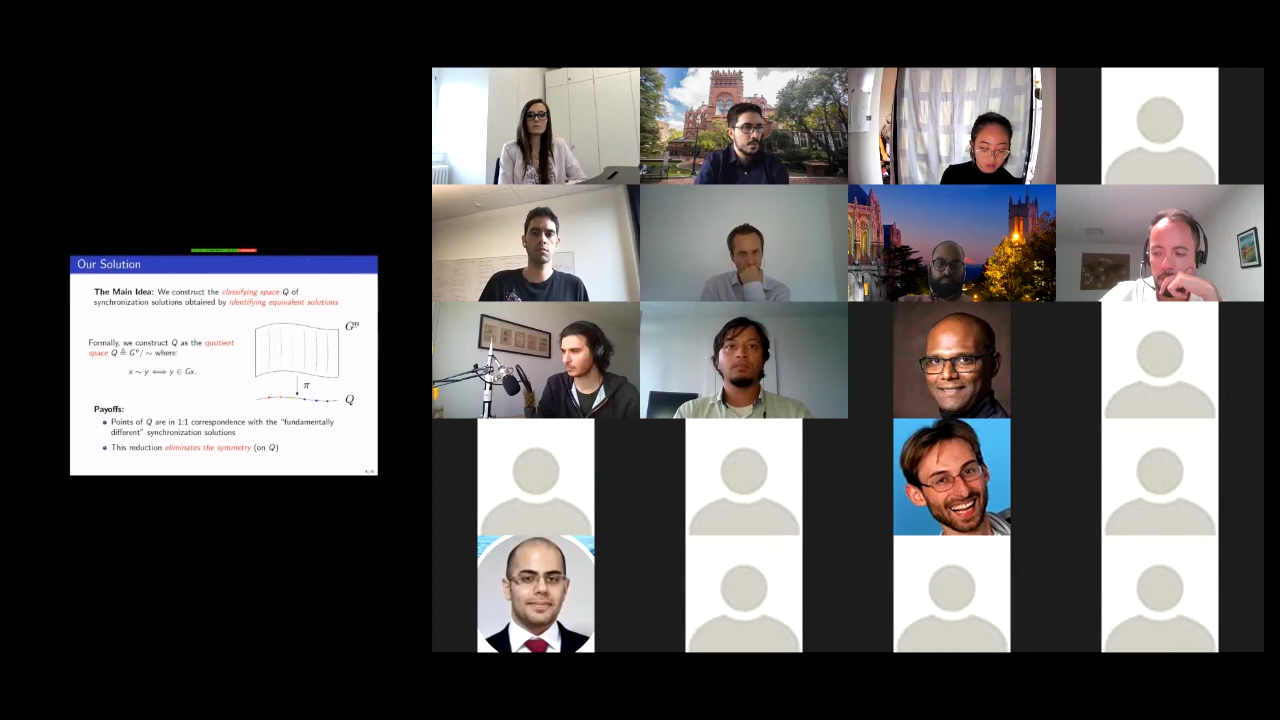 Our Solution
The Main Idea: We construct the classifying space Q of
synchronization solutions obtained by identifying equivalent solutions
Formally, we construct Q as the quotient
space Q ≜ Gⁿ/ ∼ where:
x ∼ y ⟺ y ∈ Gx.
Gⁿ
π
Q
Payoffs:
Points of Q are in 1:1 correspondence with the "fundamentally
different" synchronization solutions
This reduction eliminates the symmetry (on Q)